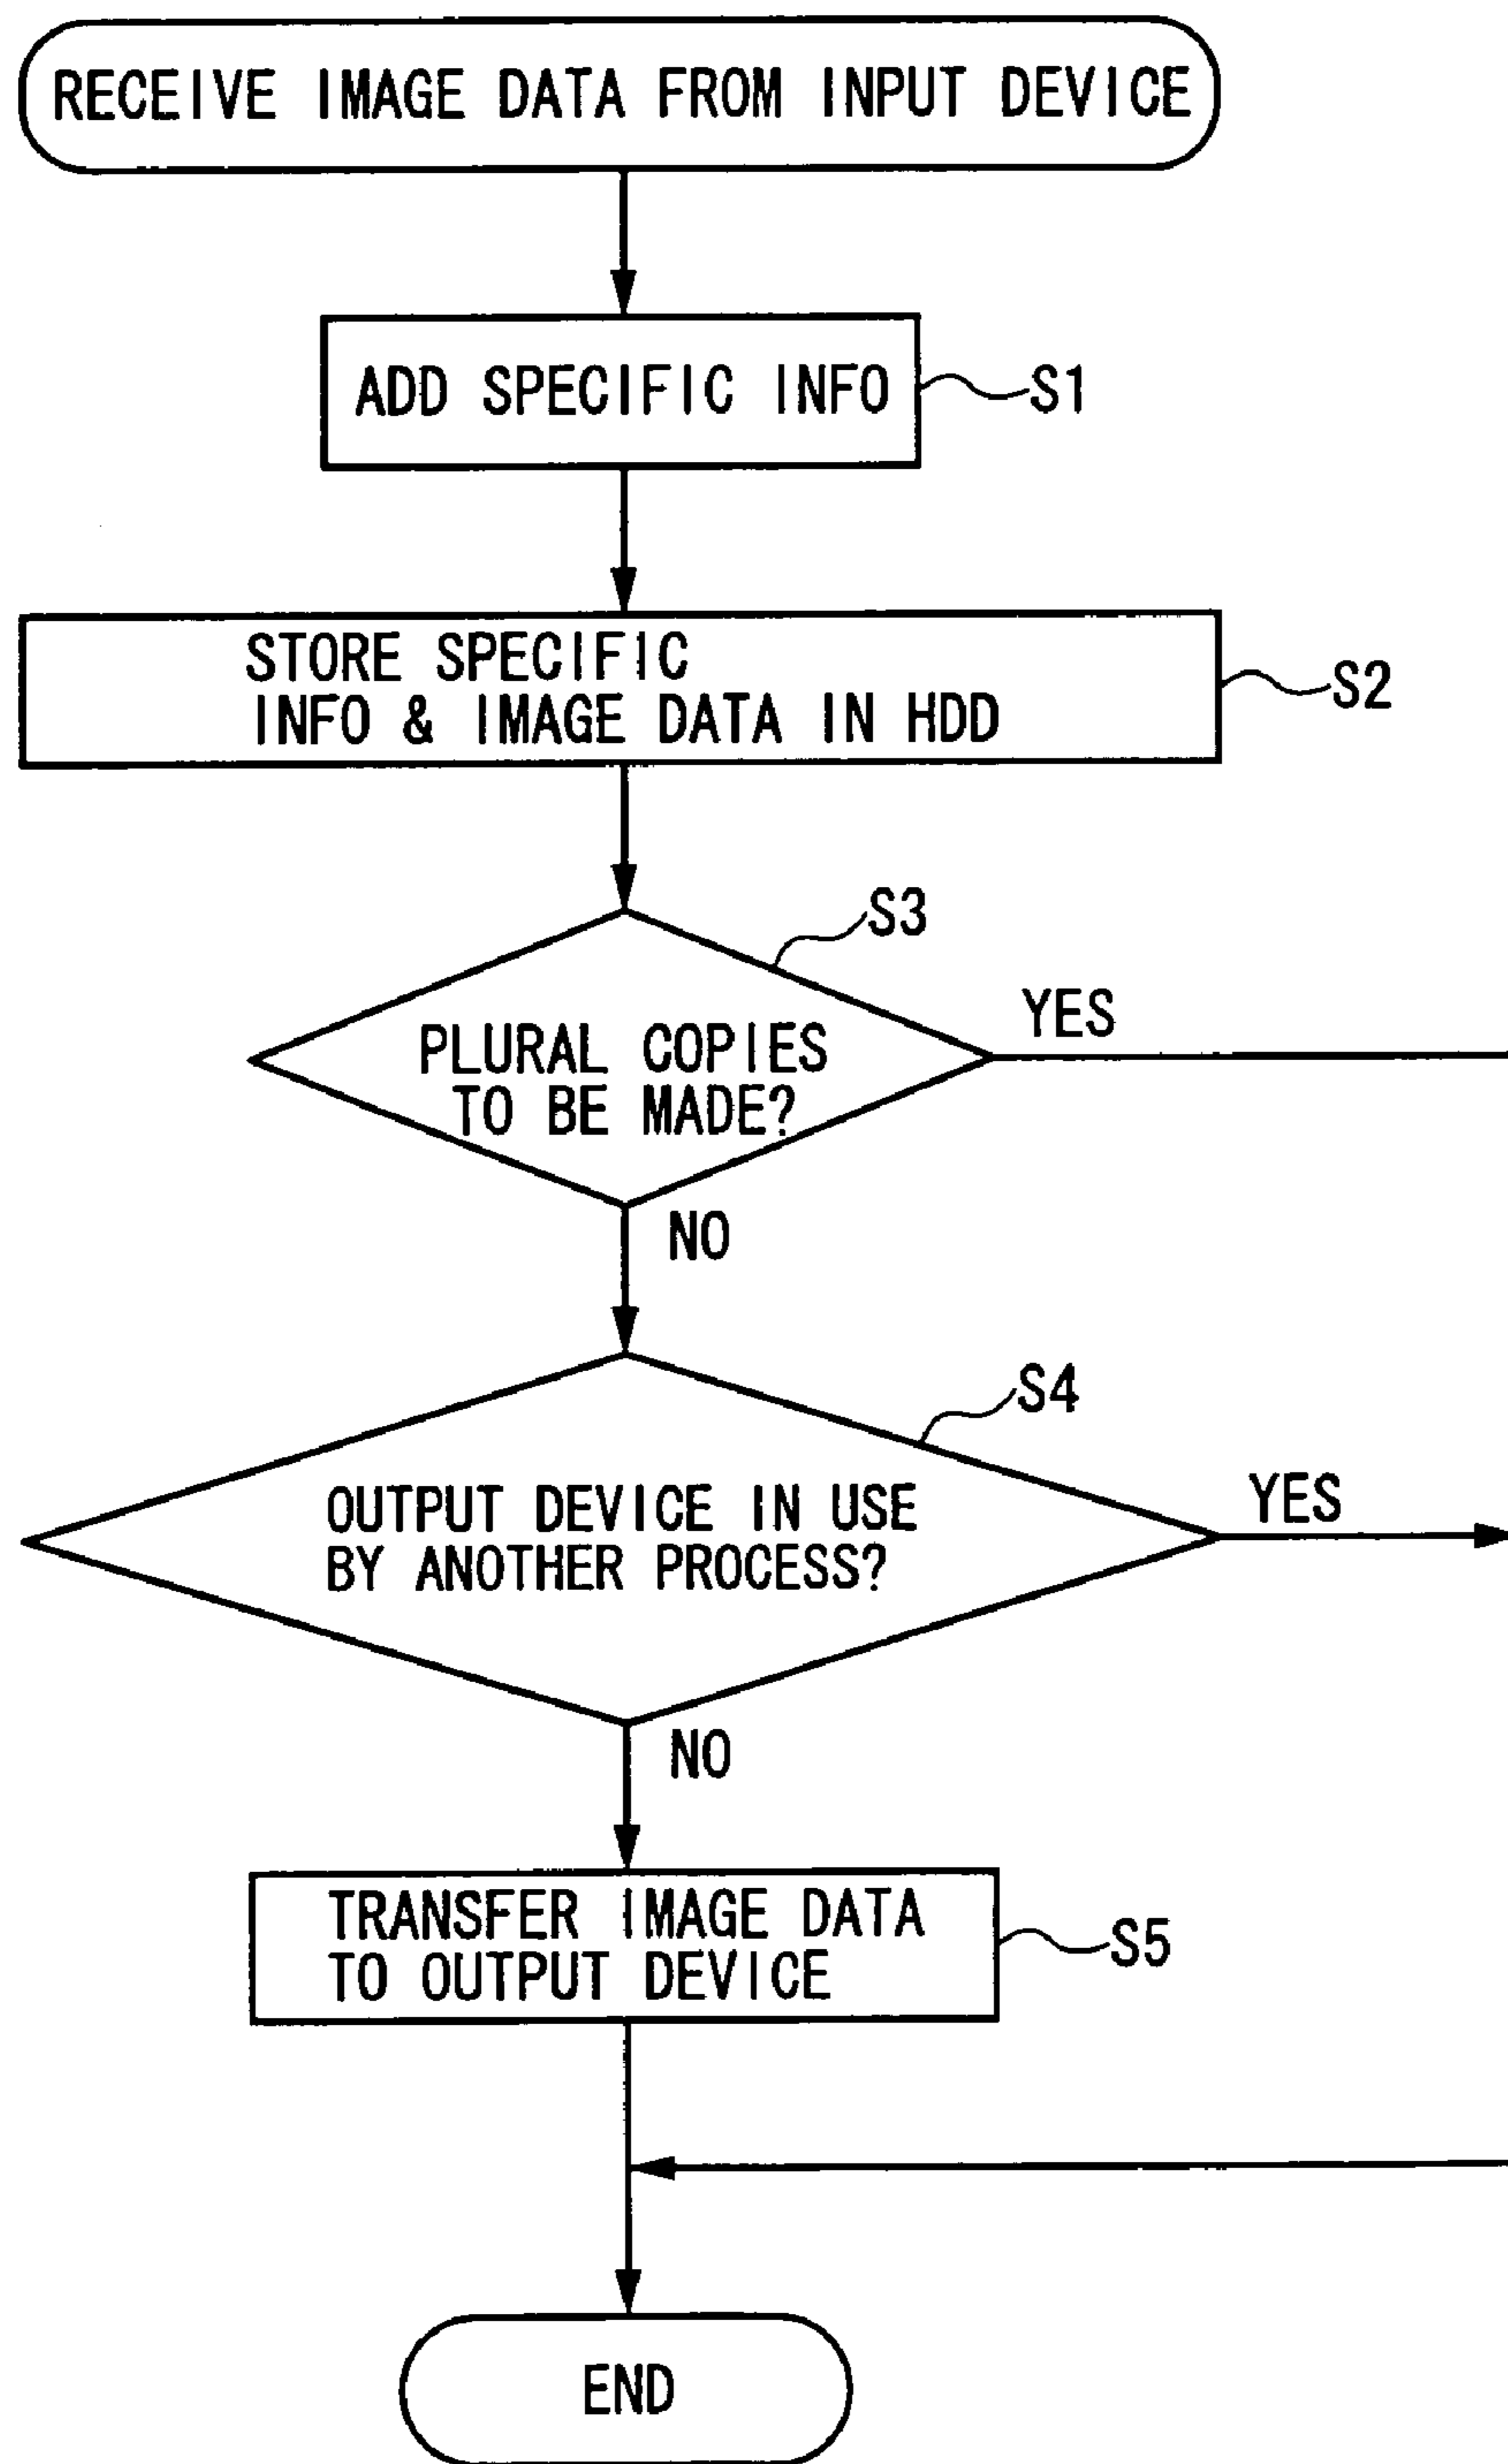 RECEIVE IMAGE DATA FROM INPUT DEVICE
ADD SPECIFIC INFO
S1
STORE SPECIFIC
INFO & IMAGE DATA IN HDD
S2
S3
PLURAL COPIES
TO BE MADE?
YES
NO
S4
OUTPUT DEVICE IN USE
BY ANOTHER PROCESS?
YES
NO
TRANSFER IMAGE DATA
TO OUTPUT DEVICE
S5
END